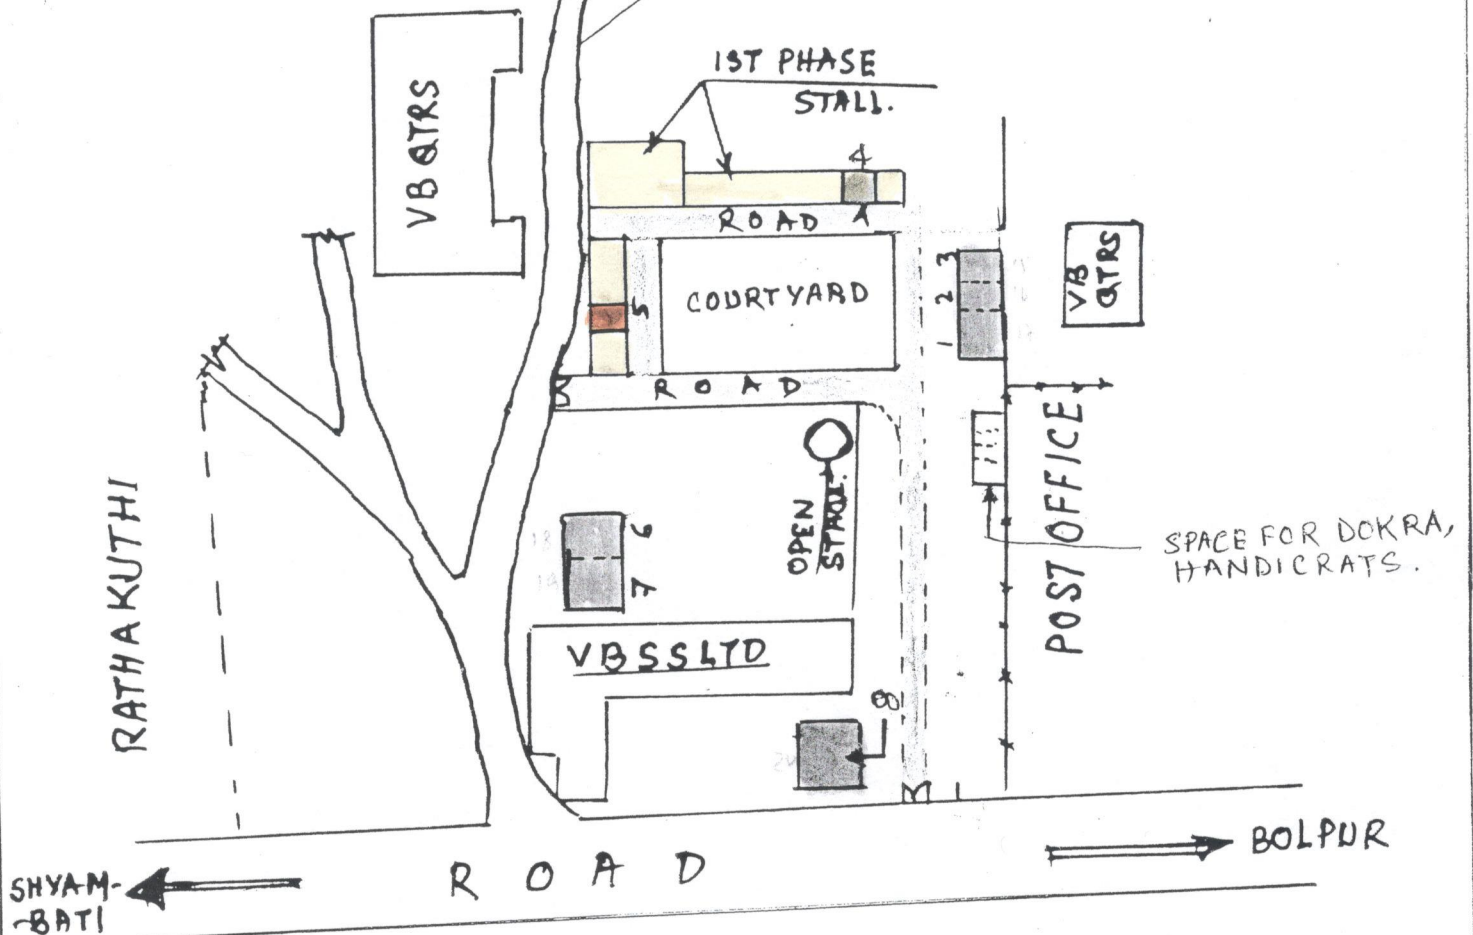 1ST PHASE
STALL.
VB QTRS
4
A
ROAD
3
2
1
VB
QTRS
5
COURTYARD
ROAD
OPEN
STALL.
POST OFFICE
SPACE FOR DOKRA,
HANDICRATS.
6
7
RATHAKUTHI
VBSSLTD
8
ROAD
BOLPUR
SHYAM-
-BATI